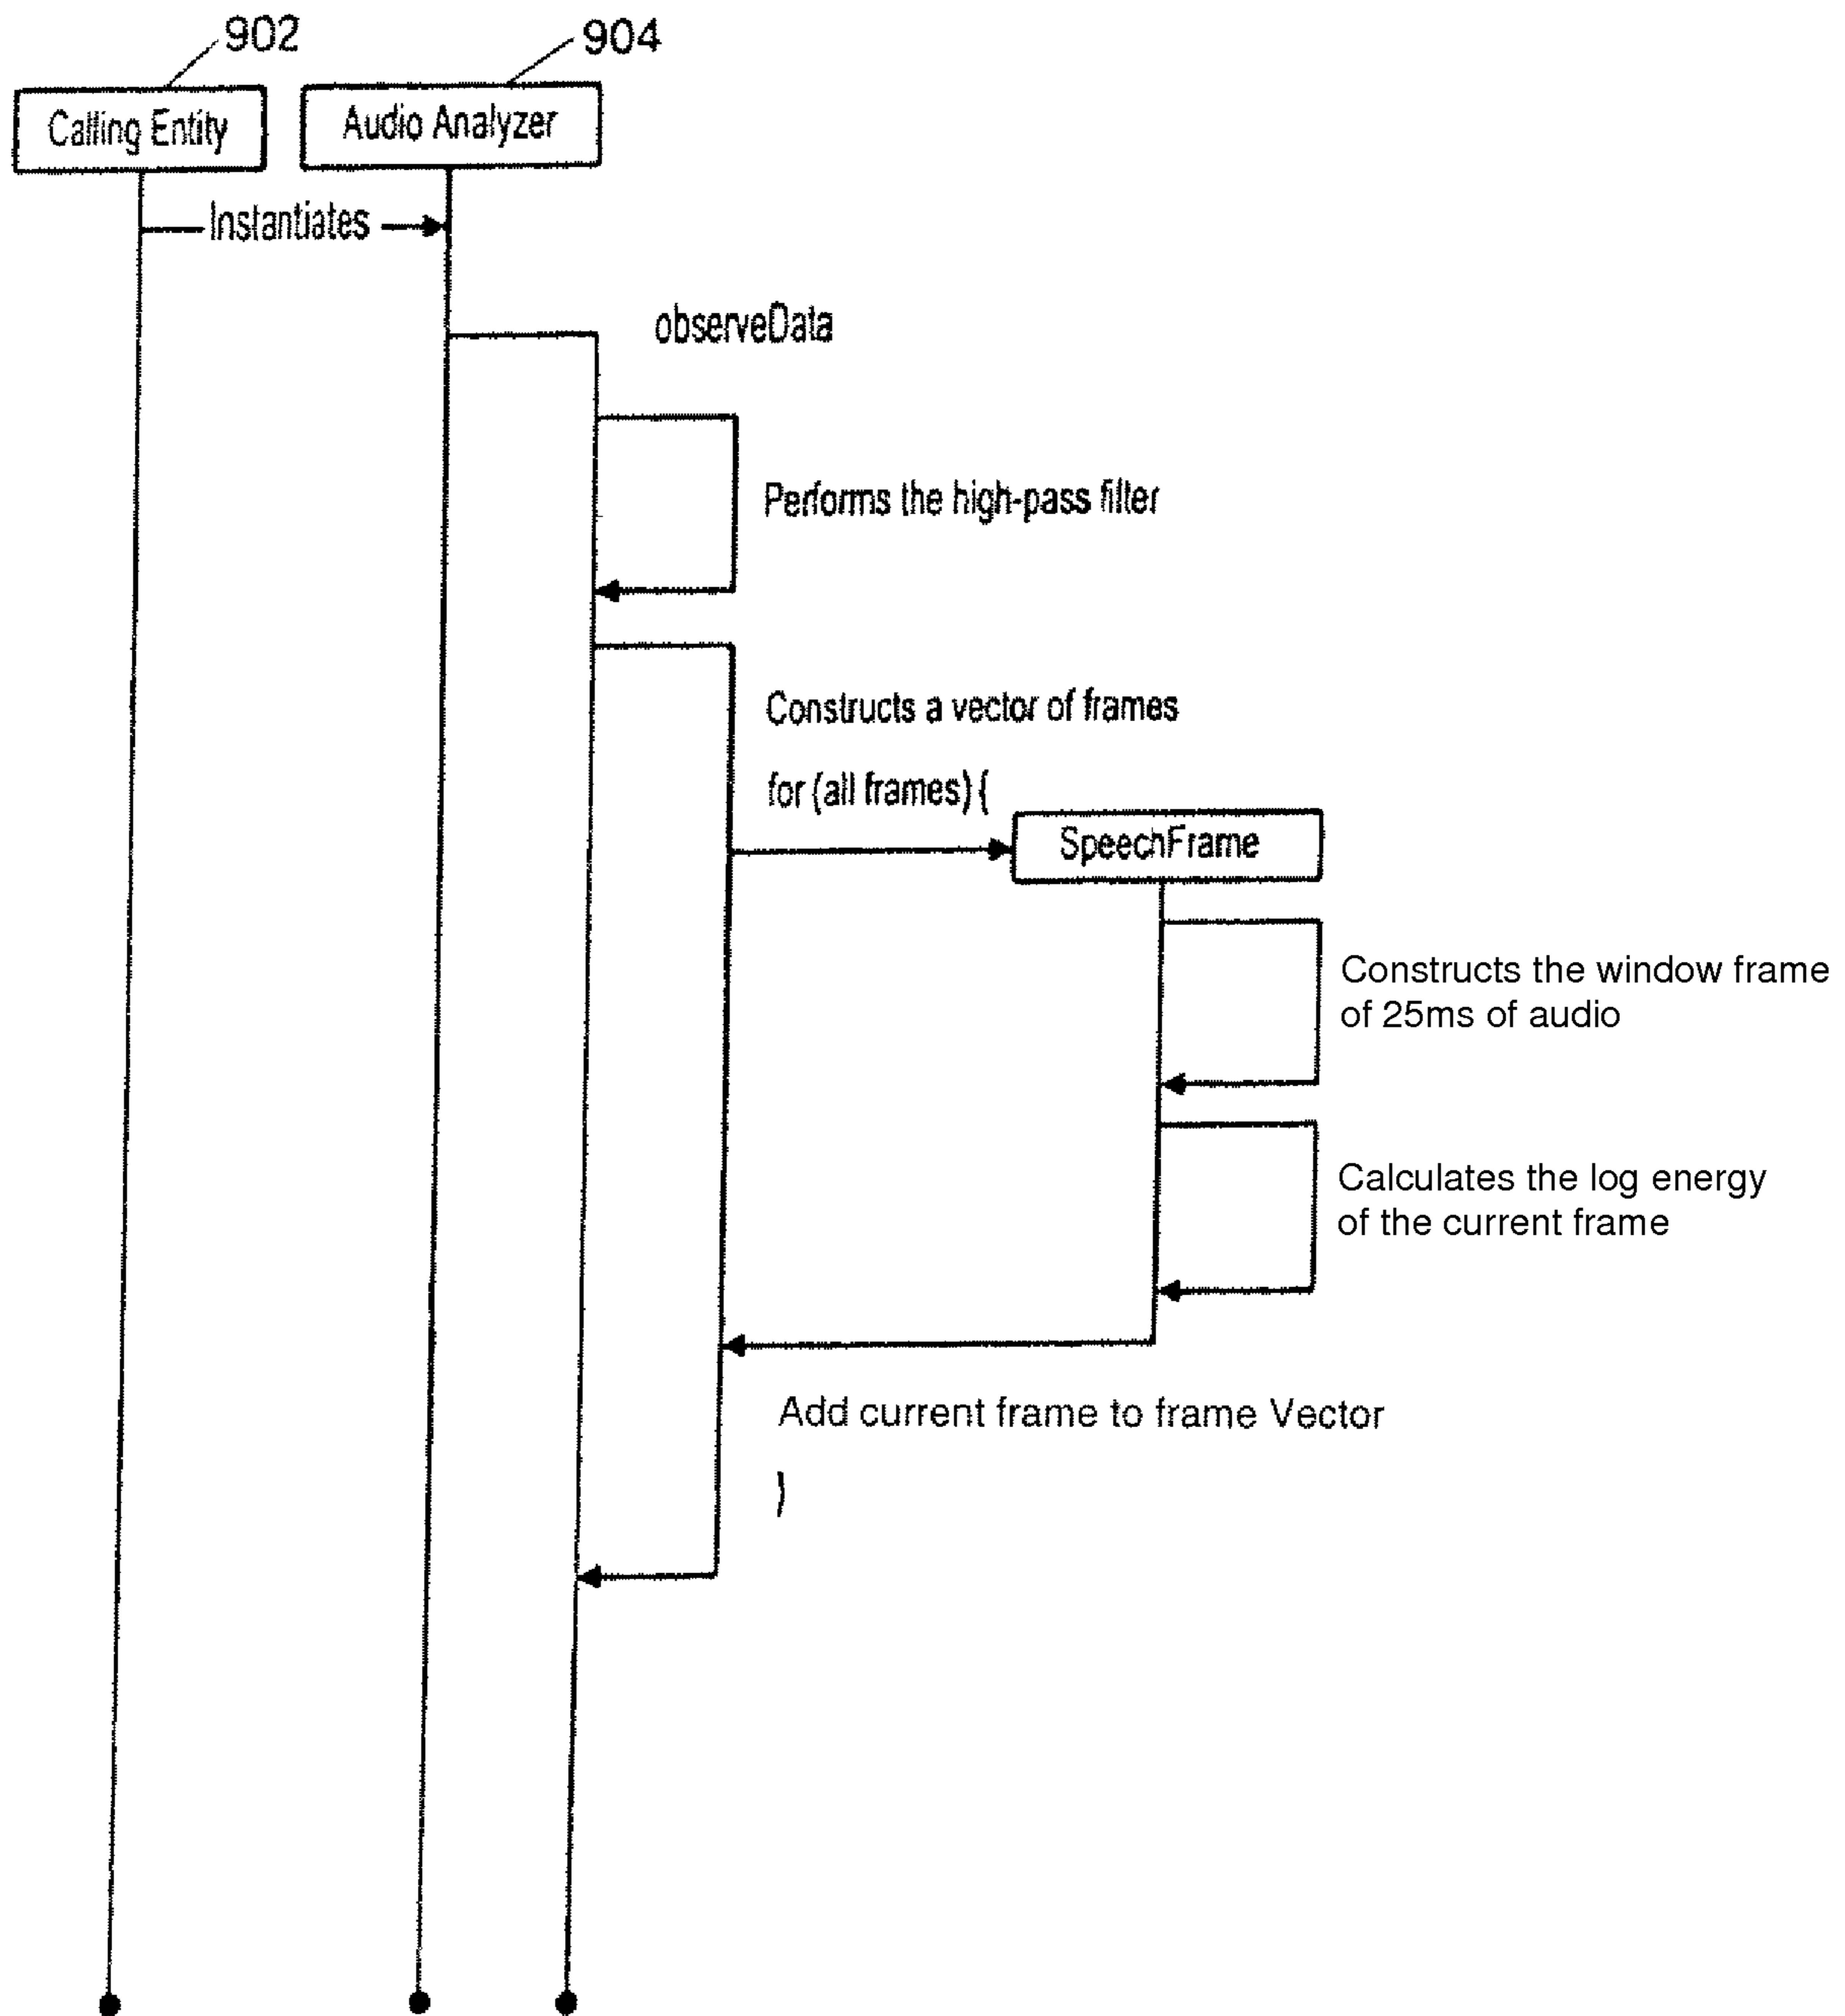 902
904
Calling Entity
Audio Analyzer
Instantiates
observeData
Performs the high-pass filter
Constructs a vector of frames
for (all frames) {
SpeechFrame
Constructs the window frame
of 25ms of audio
Calculates the log energy
of the current frame
Add current frame to frame Vector
}